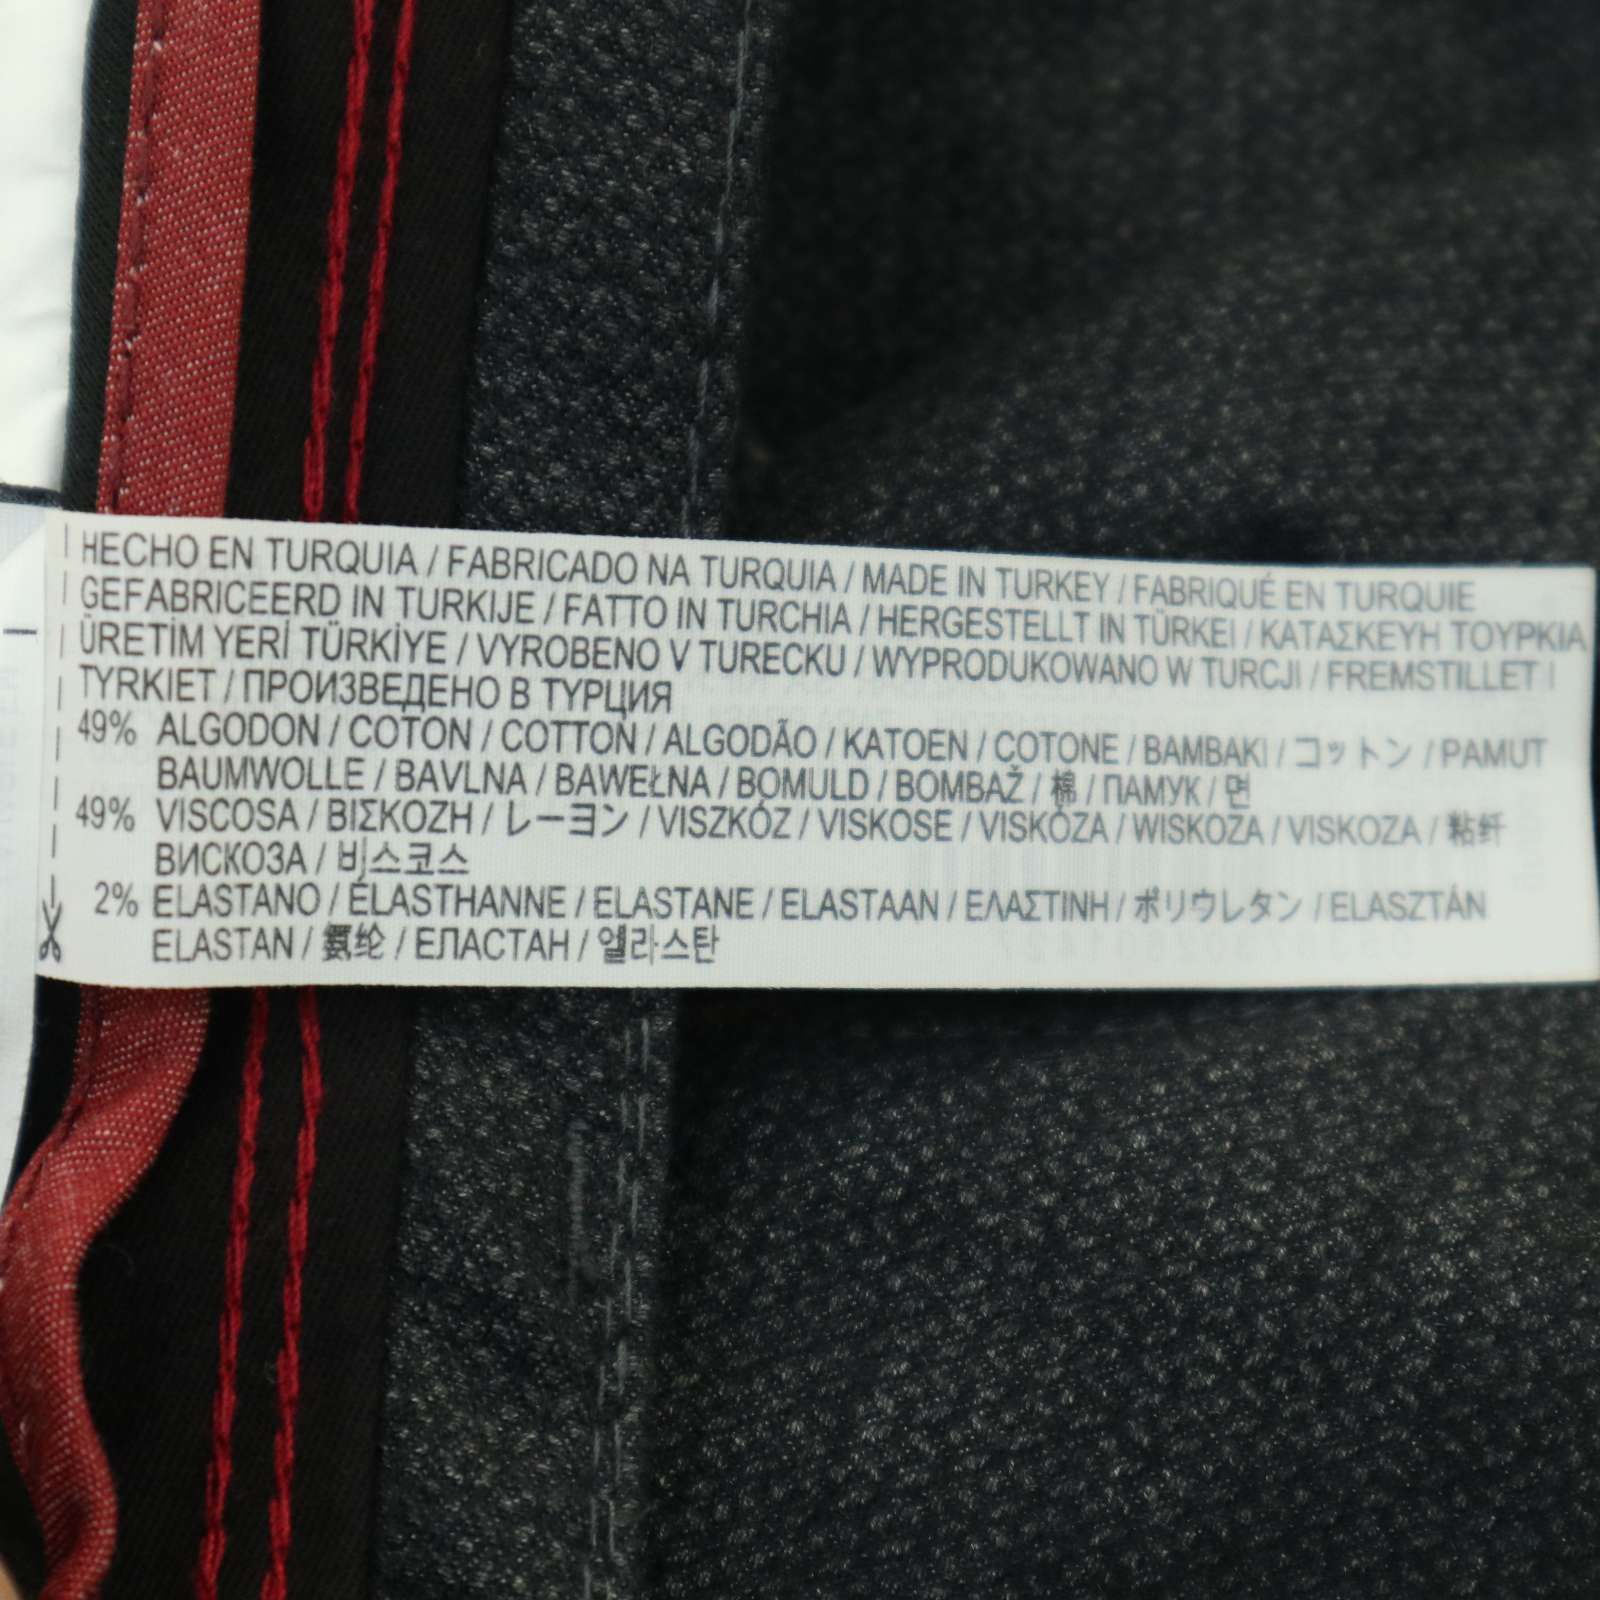 HECHO EN TURQUIA / FABRICADO NA TURQUIA / MADE IN TURKEY / FABRIQUÉ EN TURQUIE
GEFABRICEERD IN TURKIJE / FATTO IN TURCHIA / HERGESTELLT IN TÜRKEI / ΚΑΤΑΣΚΕΥΗ ΤΟΥΡΚΙΑ
ÜRETİM YERİ TÜRKİYE / VYROBENO V TURECKU / WYPRODUKOWANO W TURCJI / FREMSTILLET I
TYRKIET / ПРОИЗВЕДЕНО В ТУРЦИЯ
49% ALGODON / COTON / COTTON / ALGODÃO / KATOEN / COTONE / BAMBAKI / コットン / PAMUT
BAUMWOLLE / BAVLNA / BAWEŁNA / BOMULD / BOMBAŽ / 棉 / ПАМУК / 면
49% VISCOSA / ΒΙΣΚΟΖΗ / レーヨン / VISZKÓZ / VISKOSE / VISKÓZA / WISKOZA / VISKOZA / 粘纤
ВИСКОЗА / 비스코스
2% ELASTANO / ÉLASTHANNE / ELASTANE / ELASTAAN / ΕΛΑΣΤΙΝΗ / ポリウレタン / ELASZTÁN
ELASTAN / 氨纶 / ЕЛАСТАН / 엘라스탄